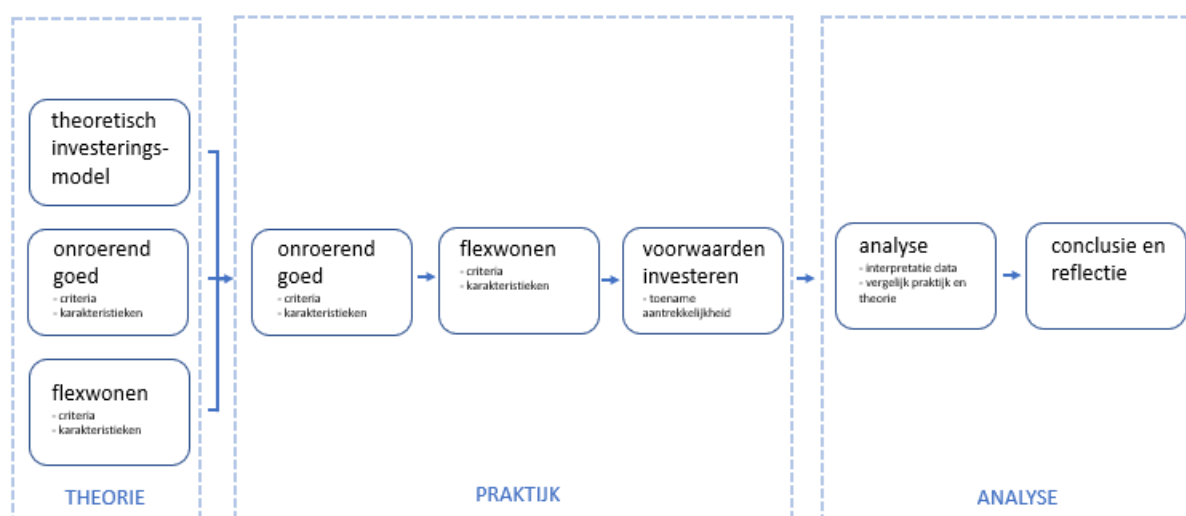 theoretisch
investerings-
model
onroerend
goed
- criteria
- karakteristieken
flexwonen
- criteria
- karakteristieken
THEORIE
onroerend
goed
- criteria
- karakteristieken
flexwonen
- criteria
- karakteristieken
voorwaarden
investeren
- toename
aantrekkelijkheid
PRAKTIJK
analyse
- interpretatie data
- vergelijk praktijk en
theorie
conclusie en
reflectie
ANALYSE